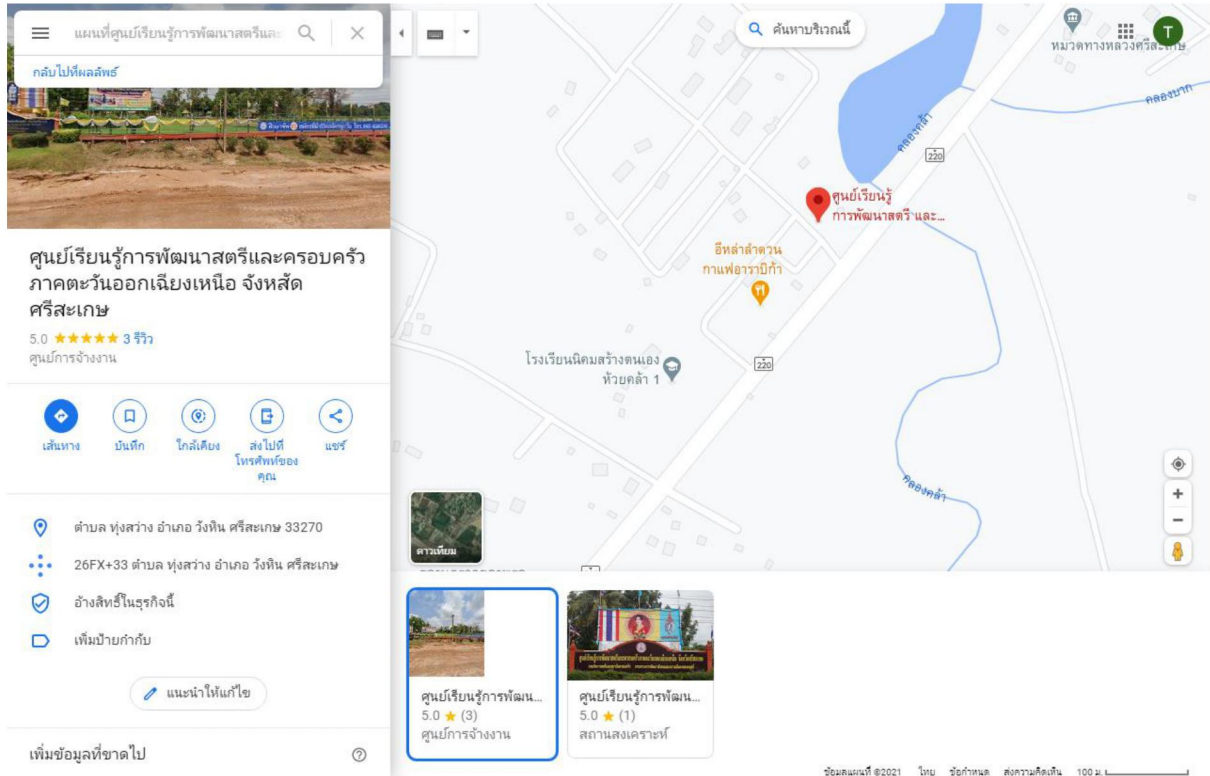 แผนที่ศูนย์เรียนรู้การพัฒนาสตรีและ
กลับไปที่ผลลัพธ์
ศูนย์เรียนรู้การพัฒนาสตรีและครอบครัว
ภาคตะวันออกเฉียงเหนือ จังหสัด
ศรีสะเกษ
5.0 ★★★★★ 3 รีวิว
ศูนย์การจ้างงาน
เส้นทาง
บันทึก
ใกล้เคียง
ส่งไปที่
โทรศัพท์ของ
คุณ
แชร์
ตำบล ทุ่งสว่าง อำเภอ วังหิน ศรีสะเกษ 33270
26FX+33 ตำบล ทุ่งสว่าง อำเภอ วังหิน ศรีสะเกษ
อ้างสิทธิ์ในธุรกิจนี้
เพิ่มป้ายกำกับ
แนะนำให้แก้ไข
เพิ่มข้อมูลที่ขาดไป
ค้นหาบริเวณนี้
T
หมวดทางหลวงศรีสะเกษ
คลองบาก
คลองคล้า
220
ศูนย์เรียนรู้
การพัฒนาสตรี และ...
อีหล่าลำดวน
กาแฟอาราบิก้า
โรงเรียนนิคมสร้างตนเอง
ห้วยคล้า 1
220
คลองคล้า
ดาวเทียม
ศูนย์เรียนรู้การพัฒน...
5.0 ★ (3)
ศูนย์การจ้างงาน
ศูนย์เรียนรู้การพัฒน...
5.0 ★ (1)
สถานสงเคราะห์
ข้อมูลแผนที่ ©2021 ไทย ข้อกำหนด ส่งความคิดเห็น 100 ม.